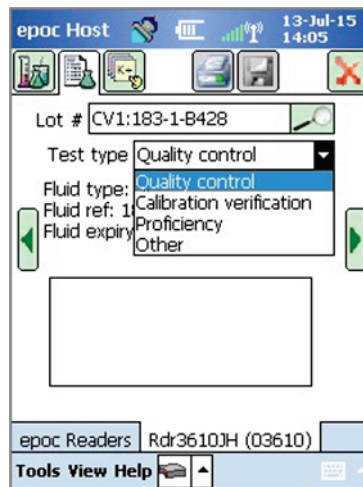 epoc Host 13-Jul-15
14:05
Lot # CV1:183-1-B428
Test type Quality control
Quality control
Calibration verification
Proficiency
Other
Fluid type:
Fluid ref: 18
Fluid expiry
epoc Readers Rdr3610JH (03610)
Tools View Help